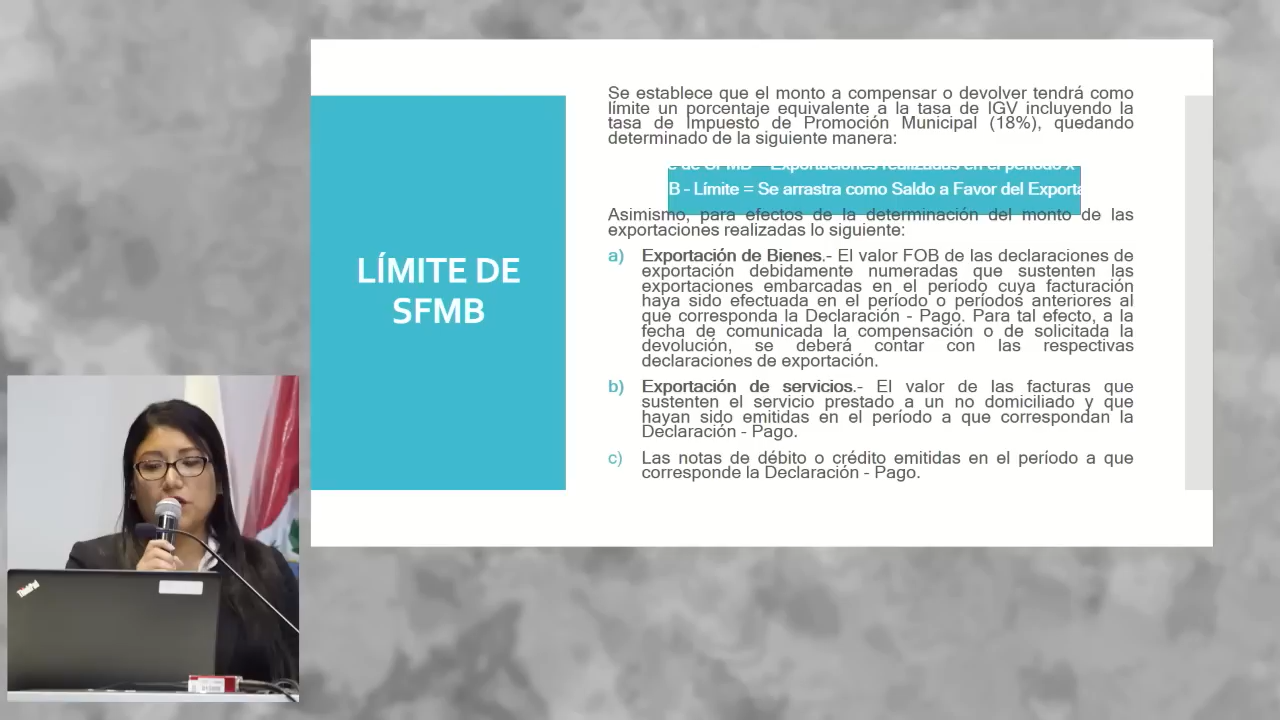 Se establece que el monto a compensar o devolver tendrá como
límite un porcentaje equivalente a la tasa de IGV incluyendo la
tasa de Impuesto de Promoción Municipal (18%), quedando
determinado de la siguiente manera:
e de SFMB = Exportaciones realizadas en el período x
B - Límite = Se arrastra como Saldo a Favor del Exporta
Asimismo, para efectos de la determinación del monto de las
exportaciones realizadas lo siguiente:
LÍMITE DE
SFMB
a) Exportación de Bienes.- El valor FOB de las declaraciones de
exportación debidamente numeradas que sustenten las
exportaciones embarcadas en el período cuya facturación
haya sido efectuada en el período o períodos anteriores al
que corresponda la Declaración - Pago. Para tal efecto, a la
fecha de comunicada la compensación o de solicitada la
devolución, se deberá contar con las respectivas
declaraciones de exportación.
b) Exportación de servicios.- El valor de las facturas que
sustenten el servicio prestado a un no domiciliado y que
hayan sido emitidas en el período a que correspondan la
Declaración - Pago.
c) Las notas de débito o crédito emitidas en el período a que
corresponde la Declaración - Pago.